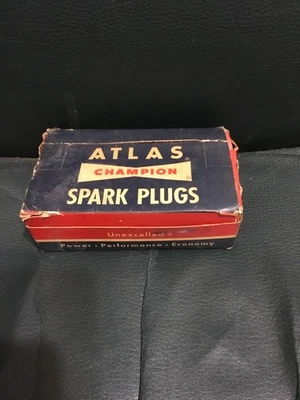 ATLAS
CHAMPION
SPARK PLUGS
Unexcelled
Power • Performance • Economy